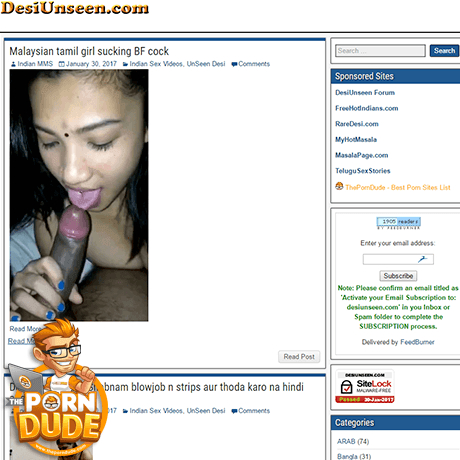 DesiUnseen.com
Malaysian tamil girl sucking BF cock
Indian MMS January 30, 2017 Indian Sex Videos, UnSeen Desi Comments
Read More
Read More
Read Post
blowjob n strips aur thoda karo na hindi
Indian Sex Videos, UnSeen Desi Comments
THE
PORN
DUDE
www.theporndude.com
Search ...
Search
Sponsored Sites
DesiUnseen Forum
FreeHotIndians.com
RareDesi.com
MyHotMasala
MasalaPage.com
TeluguSexStories
ThePornDude - Best Porn Sites List
1905 readers
BY FEEDBURNER
Enter your email address:
Subscribe
Note: Please confirm an email titled as
'Activate your Email Subscription to:
desiunseen.com' in you Inbox or
Spam folder to complete the
SUBSCRIPTION process.
Delivered by FeedBurner
DESIUNSEEN.COM
SiteLock
MALWARE-FREE
Passed 30-Jan-2017
Categories
ARAB (74)
Bangla (31)